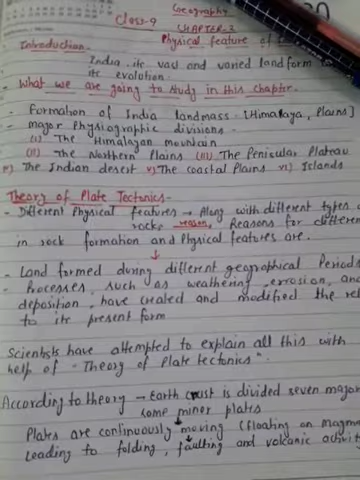 Geography
Class-9
CHAPTER-2
Physical feature of
Introduction
India. its vast and varied land form
its evolution.
- What we are going to study in this chapter.
- Formation of India landmass. [Himalaya, Plains]
- major Physiographic divisions.
(i) The Himalayan mountain
(ii) The Northern Plains (iii) The Penicular Plateau
The Indian desert v) The coastal Plains vi) Islands
Theory of Plate Tectonics-
- Different Physical features → Along with different types
rocks, reason. Reasons for differen
in rock formation and Physical features are.
- Land formed during different geographical Periods
- Processes, such as weathering, errosion, and
deposition, have created and modified the rel
to its present form
Scientists have attempted to explain all this with
help of "Theory of Plate tectonics".
According to theory → Earth crust is divided seven major
some minor plates
Plates are continuously moving (floating on magma
Leading to folding, faulting and volcanic activity